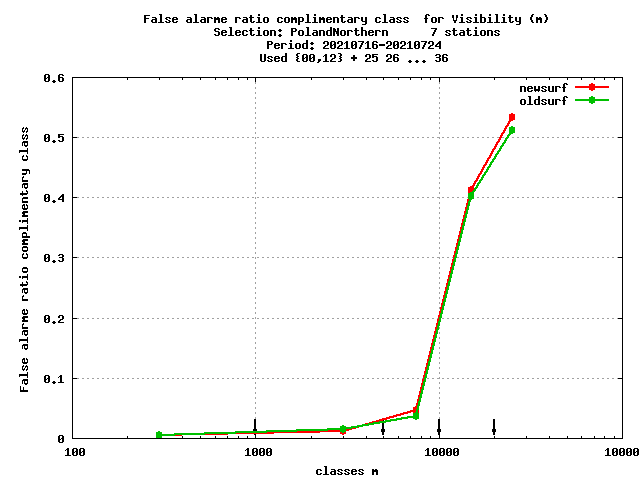 False alarme ratio complimentary class  for Visibility (m)
Selection: PolandNorthern      7 stations
Period: 20210716-20210724
Used {00,12} + 25 26 ... 36
newsurf
oldsurf
False alarme ratio complimentary class
0.6
0.5
0.4
0.3
0.2
0.1
0
100
1000
10000
10000
classes m